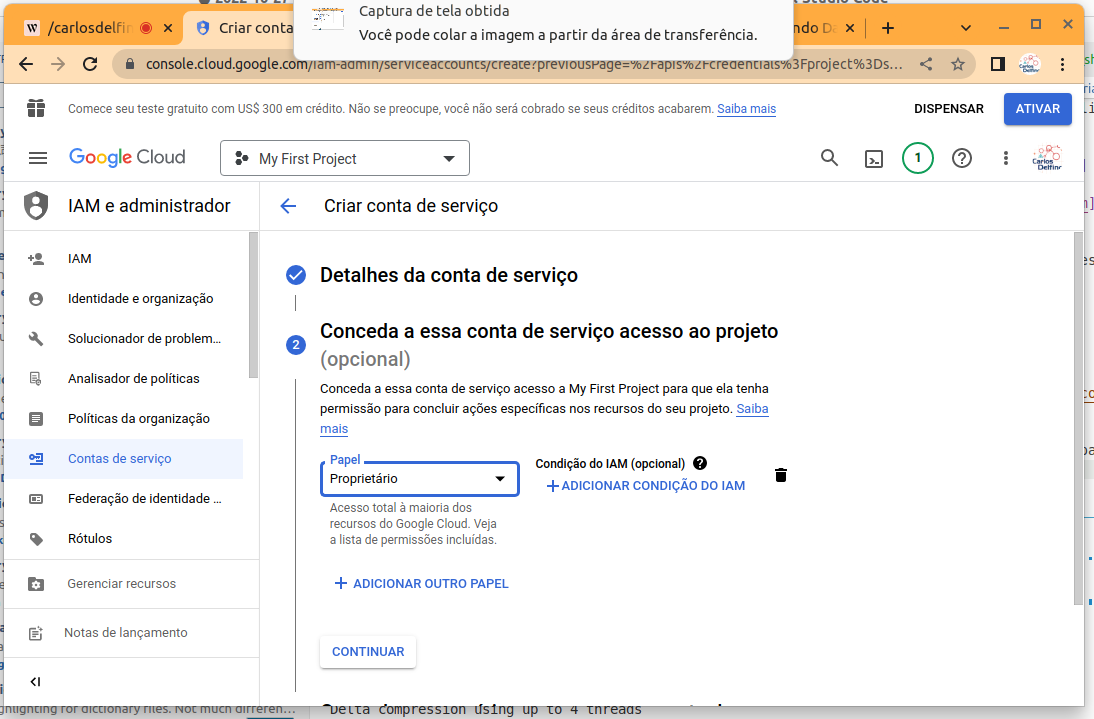 Captura de tela obtida
Você pode colar a imagem a partir da área de transferência.
/carlosdelfin
Criar conta
console.cloud.google.com/iam-admin/serviceaccounts/create?previousPage=%2Fapis%2Fcredentials%3Fproject%3Ds...
Comece seu teste gratuito com US$ 300 em crédito. Não se preocupe, você não será cobrado se seus créditos acabarem. Saiba mais
DISPENSAR
ATIVAR
Google Cloud
My First Project
1
Carlos
Delfino
IAM e administrador
Criar conta de serviço
IAM
Identidade e organização
Solucionador de problem...
Analisador de políticas
Políticas da organização
Contas de serviço
Federação de identidade ...
Rótulos
Gerenciar recursos
Notas de lançamento
Detalhes da conta de serviço
2
Conceda a essa conta de serviço acesso ao projeto
(opcional)
Conceda a essa conta de serviço acesso a My First Project para que ela tenha
permissão para concluir ações específicas nos recursos do seu projeto. Saiba
mais
Papel
Proprietário
Acesso total à maioria dos
recursos do Google Cloud. Veja
a lista de permissões incluídas.
Condição do IAM (opcional)
ADICIONAR CONDIÇÃO DO IAM
ADICIONAR OUTRO PAPEL
CONTINUAR
highlighting for dictionary files. Not much differen...
Delta compression using up to 4 threads